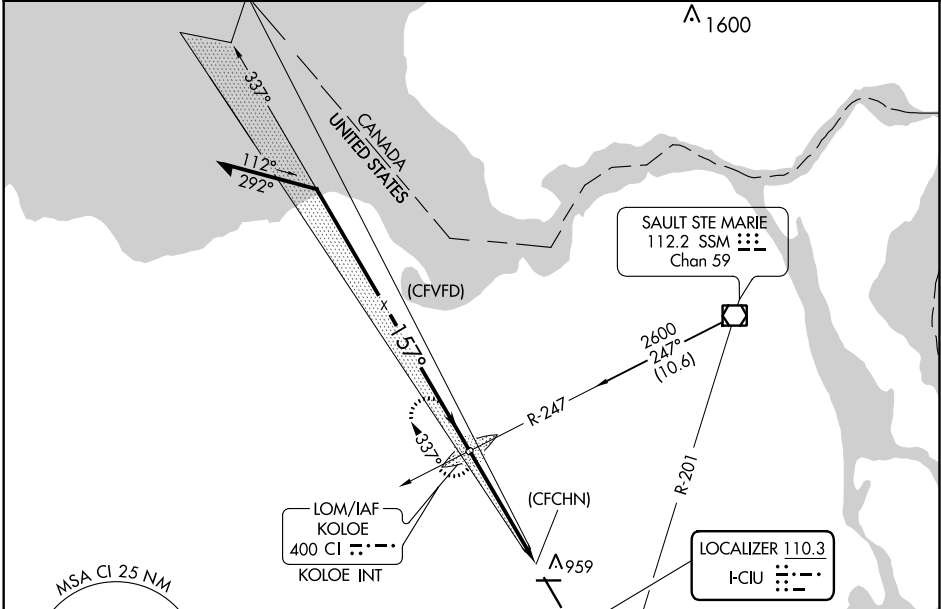 1600
337°
CANADA
UNITED STATES
112°
292°
SAULT STE MARIE
112.2 SSM
Chan 59
(CFVFD)
157°
2600
247°
(10.6)
R-247
337°
R-201
(CFCHN)
LOM/IAF
KOLOE
400 CI
KOLOE INT
959
LOCALIZER 110.3
I-CIU
MSA CI 25 NM